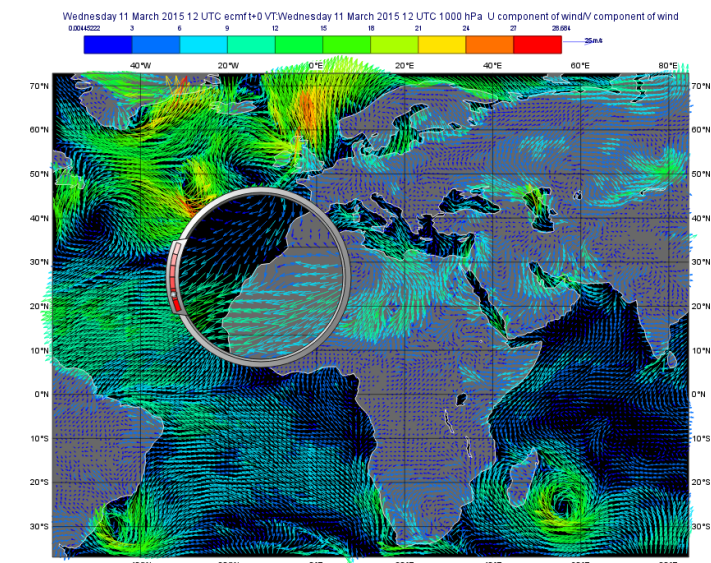 Wednesday 11 March 2015 12 UTC ecmf t+0 VT:Wednesday 11 March 2015 12 UTC 1000 hPa U component of wind/V component of wind
0.00445222 3 6 9 12 15 18 21 24 27 28.684
25.m/s
40°W 20°W 0°E 20°E 40°E 60°E 80°E
70°N 70°N
60°N 60°N
50°N 50°N
40°N 40°N
30°N 30°N
20°N 20°N
10°N 10°N
0°N 0°N
10°S 10°S
20°S 20°S
30°S 30°S